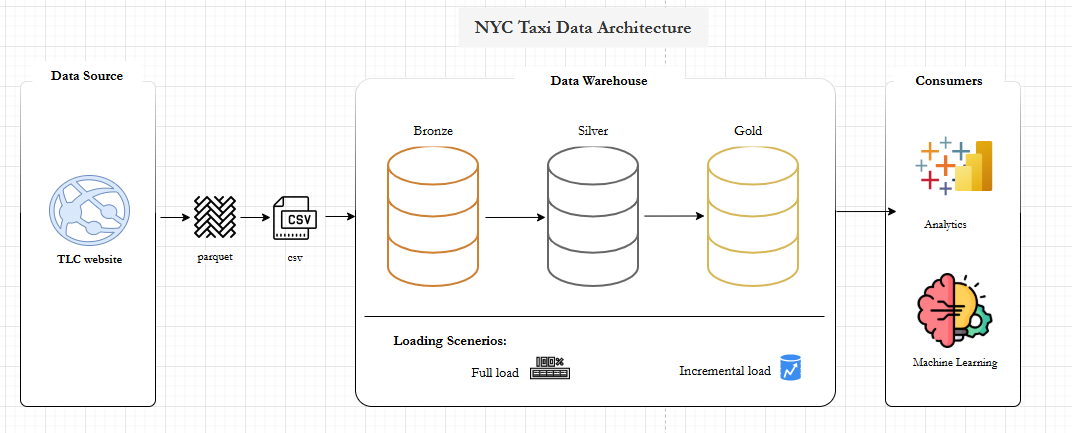 NYC Taxi Data Architecture
Data Source
TLC website
parquet
CSV
csv
Data Warehouse
Bronze
Silver
Gold
Loading Scenerios:
Full load
Incremental load
Consumers
Analytics
Machine Learning